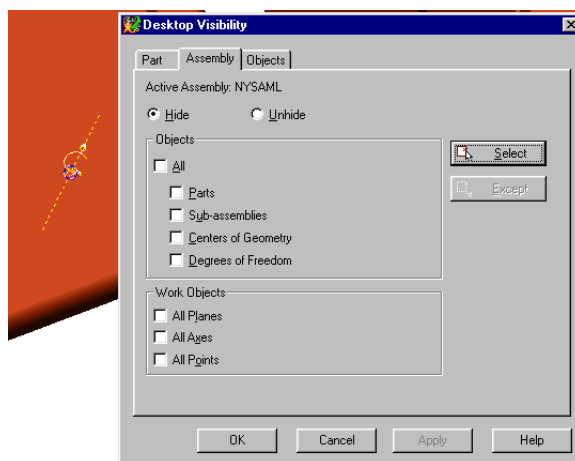 Desktop Visibility
Part Assembly Objects
Active Assembly: NYSAML
Hide Unhide
Objects
All
Parts
Sub-assemblies
Centers of Geometry
Degrees of Freedom
Select
Except
Work Objects
All Planes
All Axes
All Points
OK Cancel Apply Help